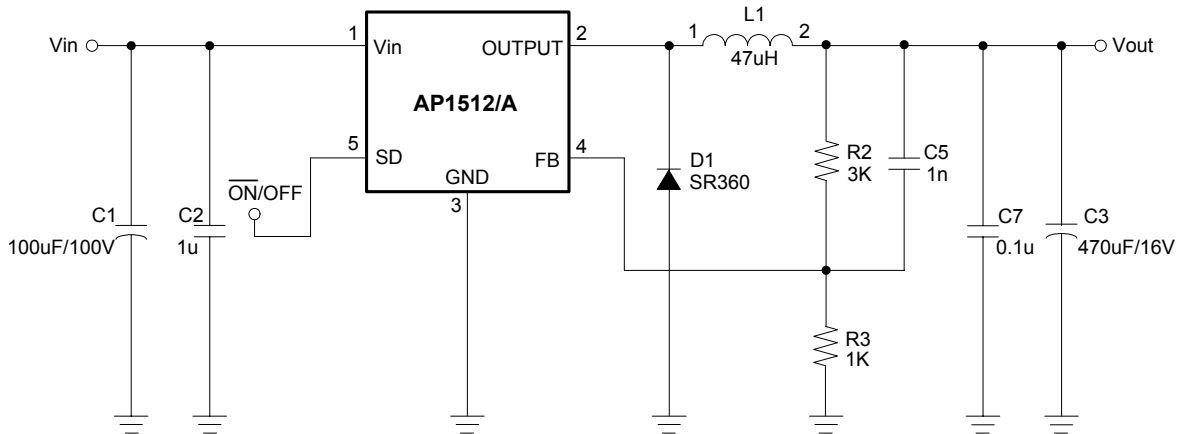 L1
Vin
1
Vin
OUTPUT
2
1
2
Vout
47uH
AP1512/A
5
SD
FB
4
D1
SR360
R2
3K
C5
1n
GND
3
ON/OFF
C1
100uF/100V
C2
1u
C7
0.1u
C3
470uF/16V
R3
1K